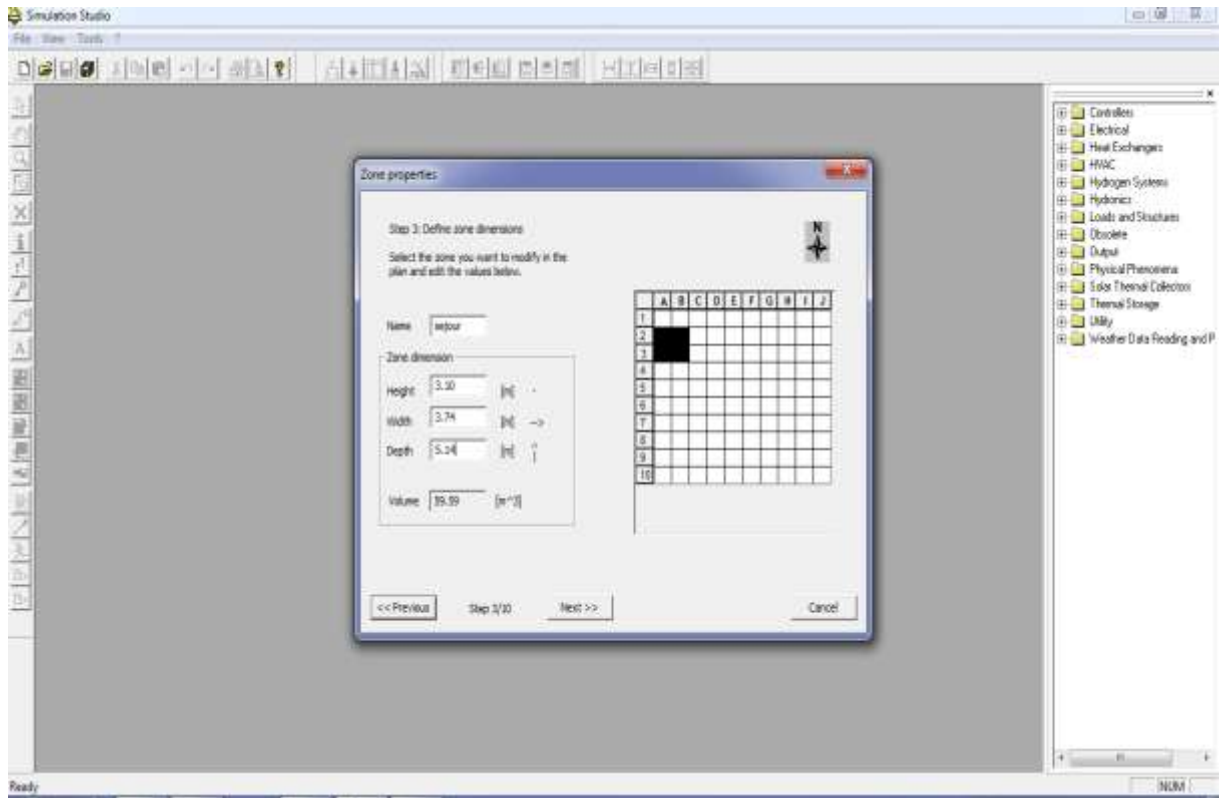 Simulation Studio
File View Tools ?
Controllers
Electrical
Heat Exchangers
HVAC
Hydrogen Systems
Hydronics
Loads and Structures
Obsolete
Output
Physical Phenomena
Solar Thermal Collectors
Thermal Storage
Utility
Weather Data Reading and P
Zone properties
Step 3: Define zone dimensions
Select the zone you want to modify in the
plan and edit the values below.
N
Name sejour
Zone dimension
Height 3.10 [m]
Width 3.74 [m] -->
Depth 5.14 [m]
Volume 59.59 [m^3]
A B C D E F G H I J
1
2
3
4
5
6
7
8
9
10
<< Previous Step 3/10 Next >> Cancel
Ready NUM